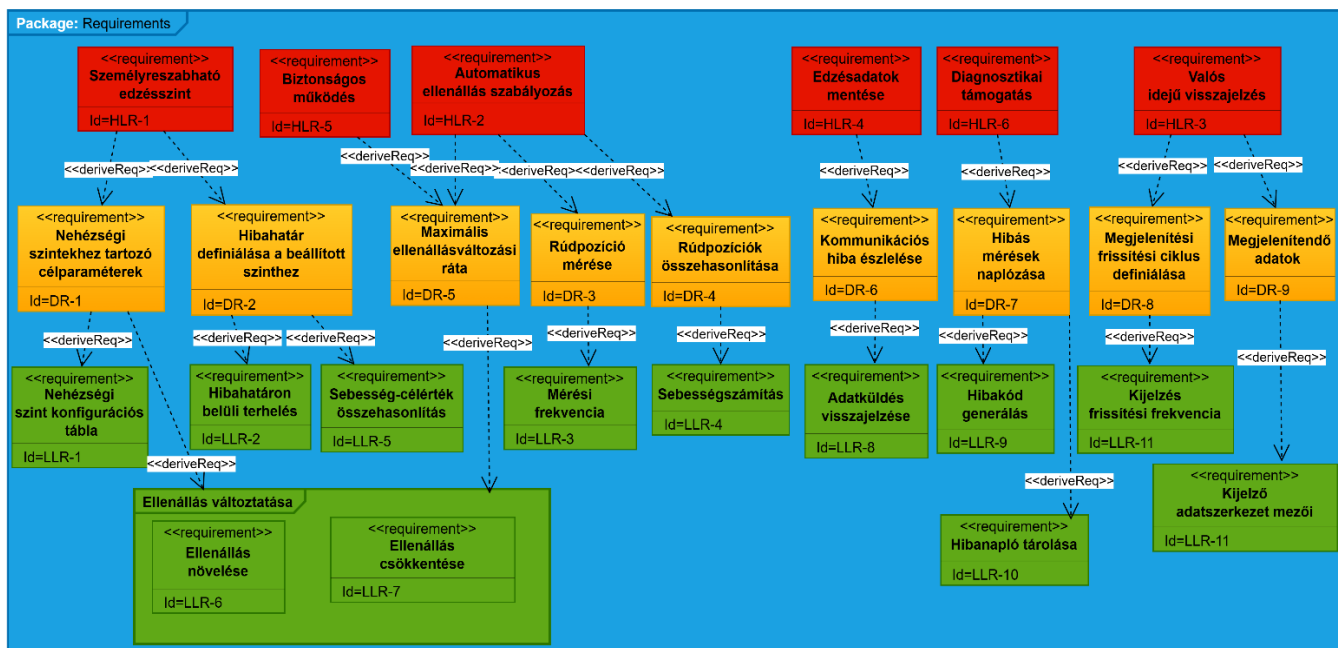 Package: Requirements
<<requirement>>
Személyreszabható
edzésszint
Id=HLR-1
<<requirement>>
Biztonságos
működés
Id=HLR-5
<<requirement>>
Automatikus
ellenállás szabályozás
Id=HLR-2
<<requirement>>
Edzésadatok
mentése
Id=HLR-4
<<requirement>>
Diagnosztikai
támogatás
Id=HLR-6
<<requirement>>
Valós
idejű visszajelzés
Id=HLR-3
<<deriveReq>>
<<deriveReq>>
<<deriveReq>>
<<deriveReq>>
<<deriveReq>>
<<deriveReq>>
<<deriveReq>>
<<deriveReq>>
<<deriveReq>>
<<deriveReq>>
<<requirement>>
Nehézségi
szintekhez tartozó
célparaméterek
Id=DR-1
<<requirement>>
Hibahatár
definiálása a beállított
szinthez
Id=DR-2
<<requirement>>
Maximális
ellenállásváltozási
ráta
Id=DR-5
<<requirement>>
Rúdpozíció
mérése
Id=DR-3
<<requirement>>
Rúdpozíciók
összehasonlítása
Id=DR-4
<<requirement>>
Kommunikációs
hiba észlelése
Id=DR-6
<<requirement>>
Hibás
mérések
naplózása
Id=DR-7
<<requirement>>
Megjelenítési
frissítési ciklus
definiálása
Id=DR-8
<<requirement>>
Megjelenítendő
adatok
Id=DR-9
<<deriveReq>>
<<deriveReq>>
<<deriveReq>>
<<deriveReq>>
<<deriveReq>>
<<deriveReq>>
<<deriveReq>>
<<deriveReq>>
<<deriveReq>>
<<deriveReq>>
<<requirement>>
Nehézségi
szint konfigurációs
tábla
Id=LLR-1
<<requirement>>
Hibahatáron
belüli terhelés
Id=LLR-2
<<requirement>>
Sebesség-célérték
összehasonlítás
Id=LLR-5
<<requirement>>
Mérési
frekvencia
Id=LLR-3
<<requirement>>
Sebességszámítás
Id=LLR-4
<<requirement>>
Adatküldés
visszajelzése
Id=LLR-8
<<requirement>>
Hibakód
generálás
Id=LLR-9
<<requirement>>
Kijelzés
frissítési frekvencia
Id=LLR-11
<<deriveReq>>
<<deriveReq>>
<<requirement>>
Kijelző
adatszerkezet mezői
Id=LLR-11
Ellenállás változtatása
<<requirement>>
Ellenállás
növelése
Id=LLR-6
<<requirement>>
Ellenállás
csökkentése
Id=LLR-7
<<requirement>>
Hibanapló tárolása
Id=LLR-10